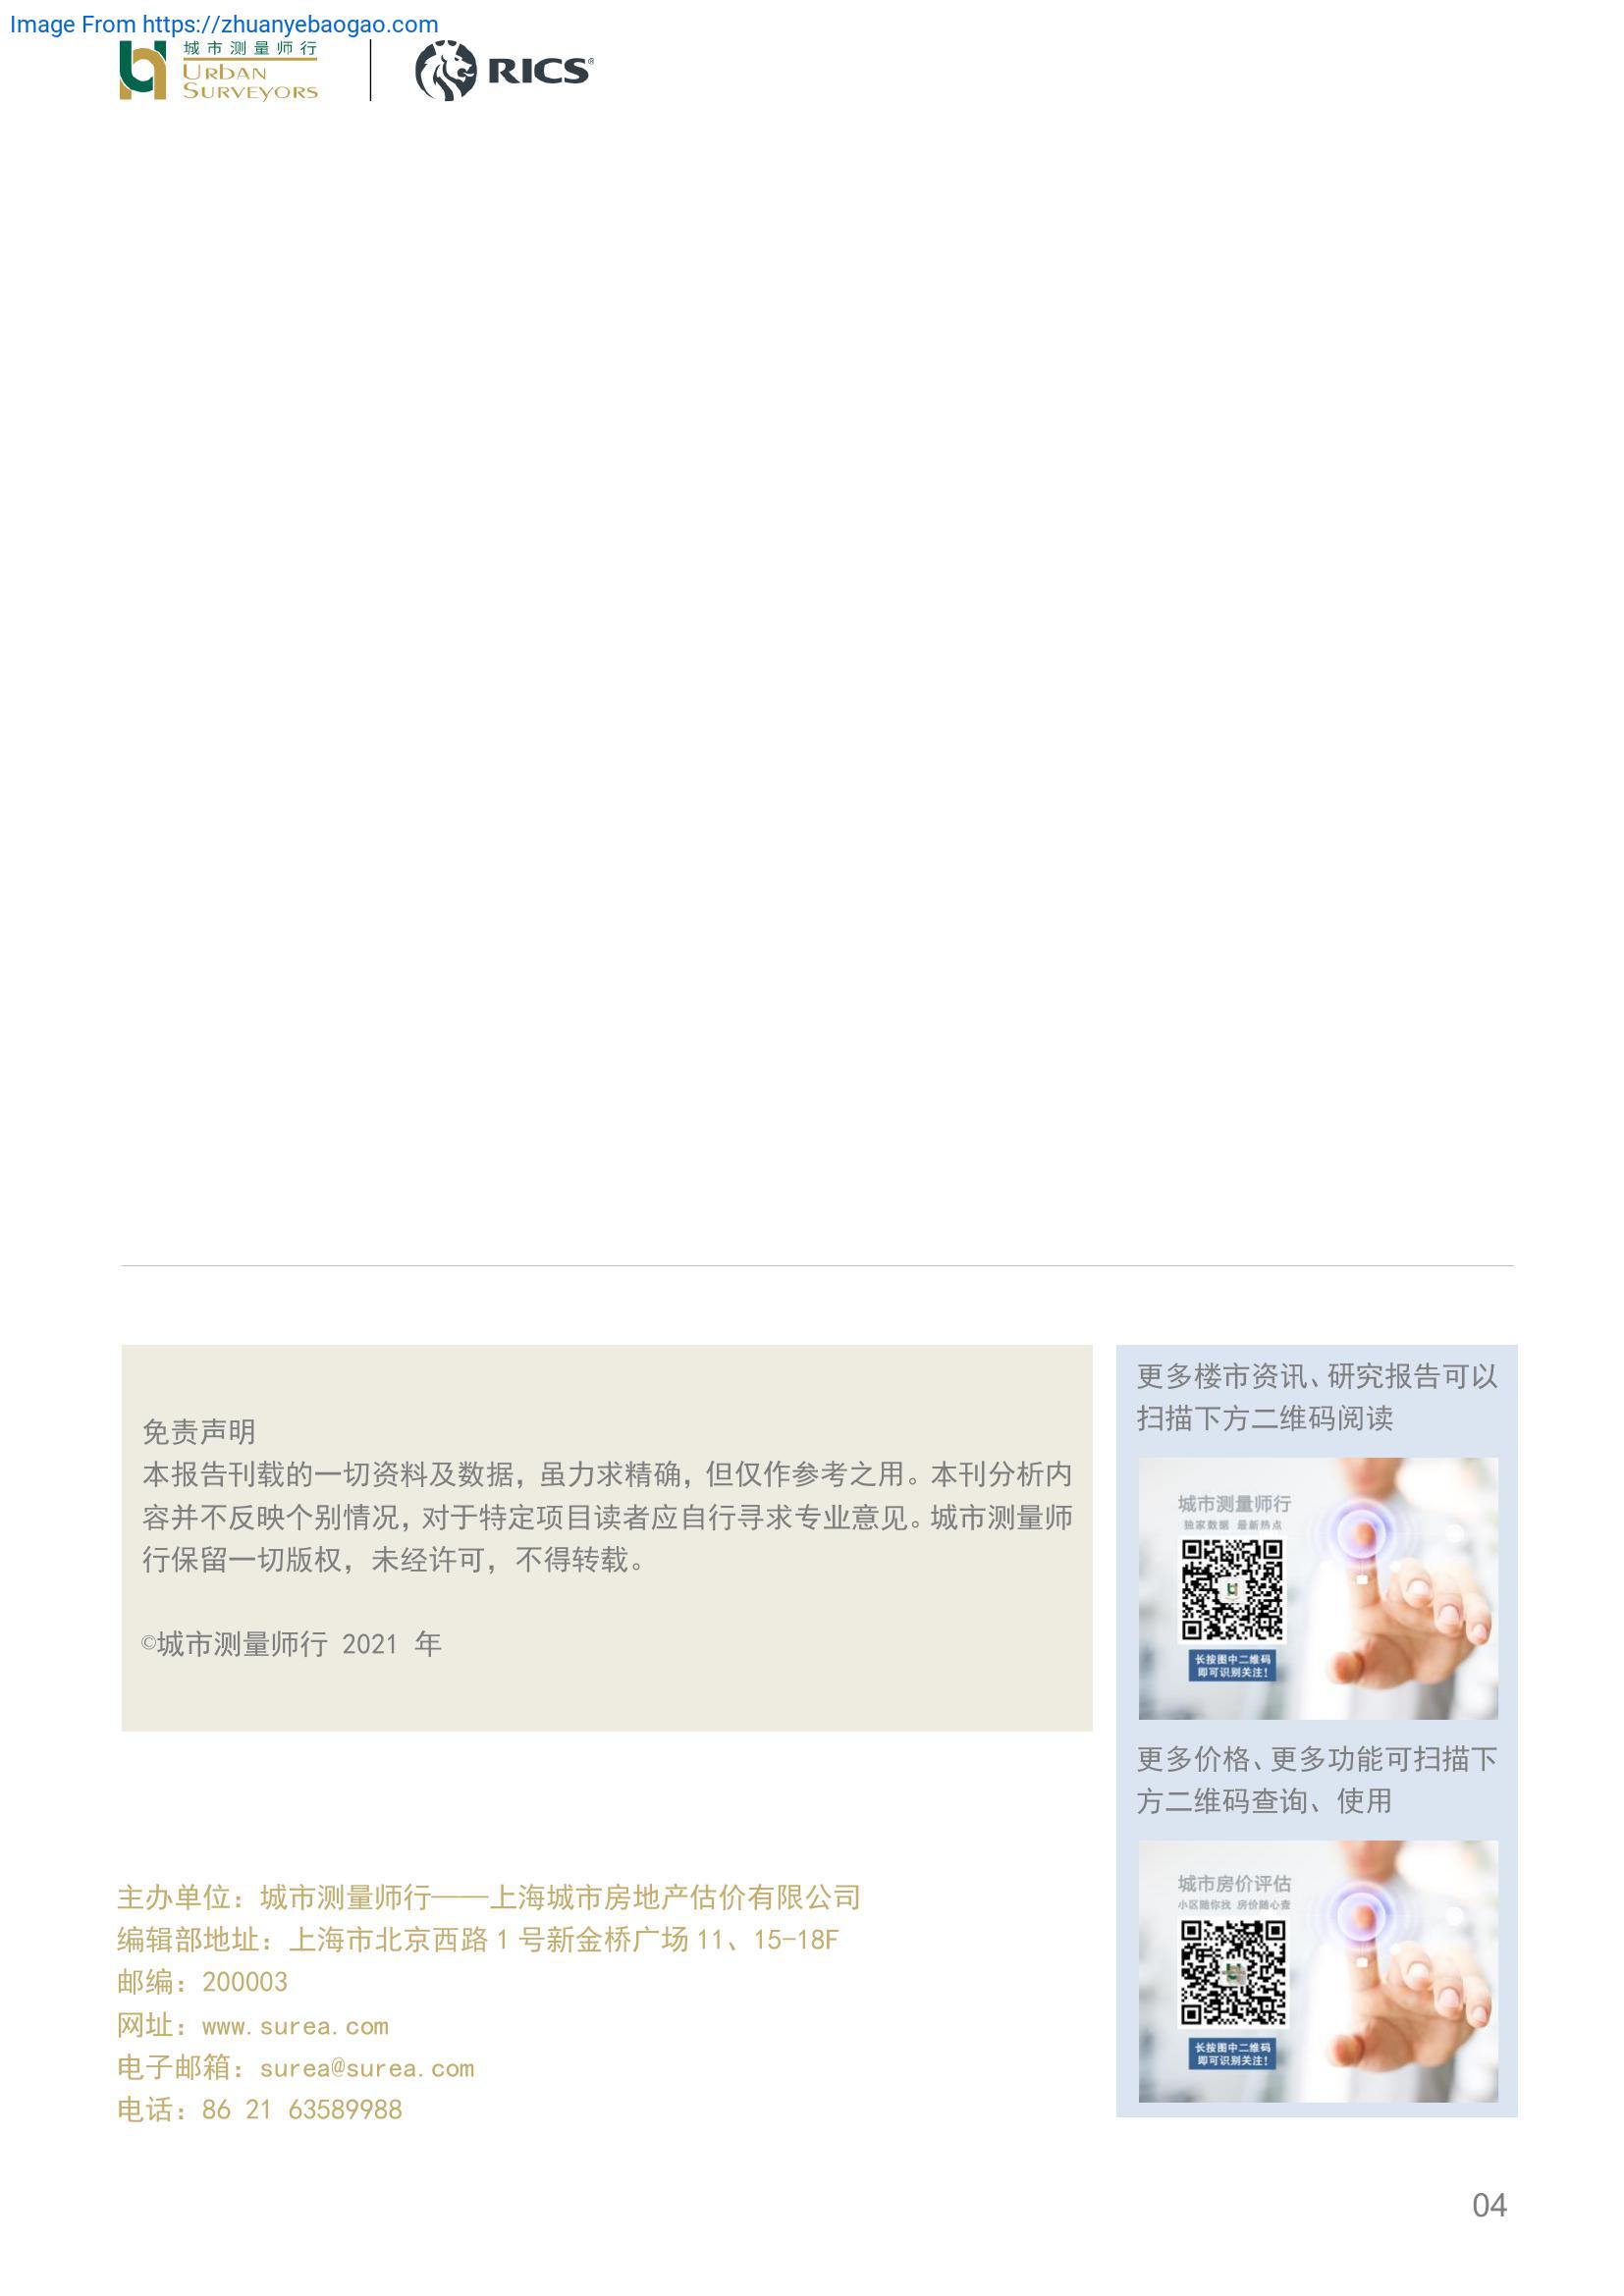 Image From https://zhuanyebaogao.com
城市测量师行
URBAN
SURVEYORS
RICS®
免责声明
本报告刊载的一切资料及数据，虽力求精确，但仅作参考之用。本刊分析内
容并不反映个别情况，对于特定项目读者应自行寻求专业意见。城市测量师
行保留一切版权，未经许可，不得转载。
©城市测量师行 2021 年
更多楼市资讯、研究报告可以
扫描下方二维码阅读
城市测量师行
独家数据 最新热点
长按图中二维码
即可识别关注！
更多价格、更多功能可扫描下
方二维码查询、使用
城市房价评估
小区随你找 房价随心查
长按图中二维码
即可识别关注！
主办单位：城市测量师行——上海城市房地产估价有限公司
编辑部地址：上海市北京西路 1 号新金桥广场 11、15-18F
邮编：200003
网址：www.surea.com
电子邮箱：surea@surea.com
电话：86 21 63589988
04